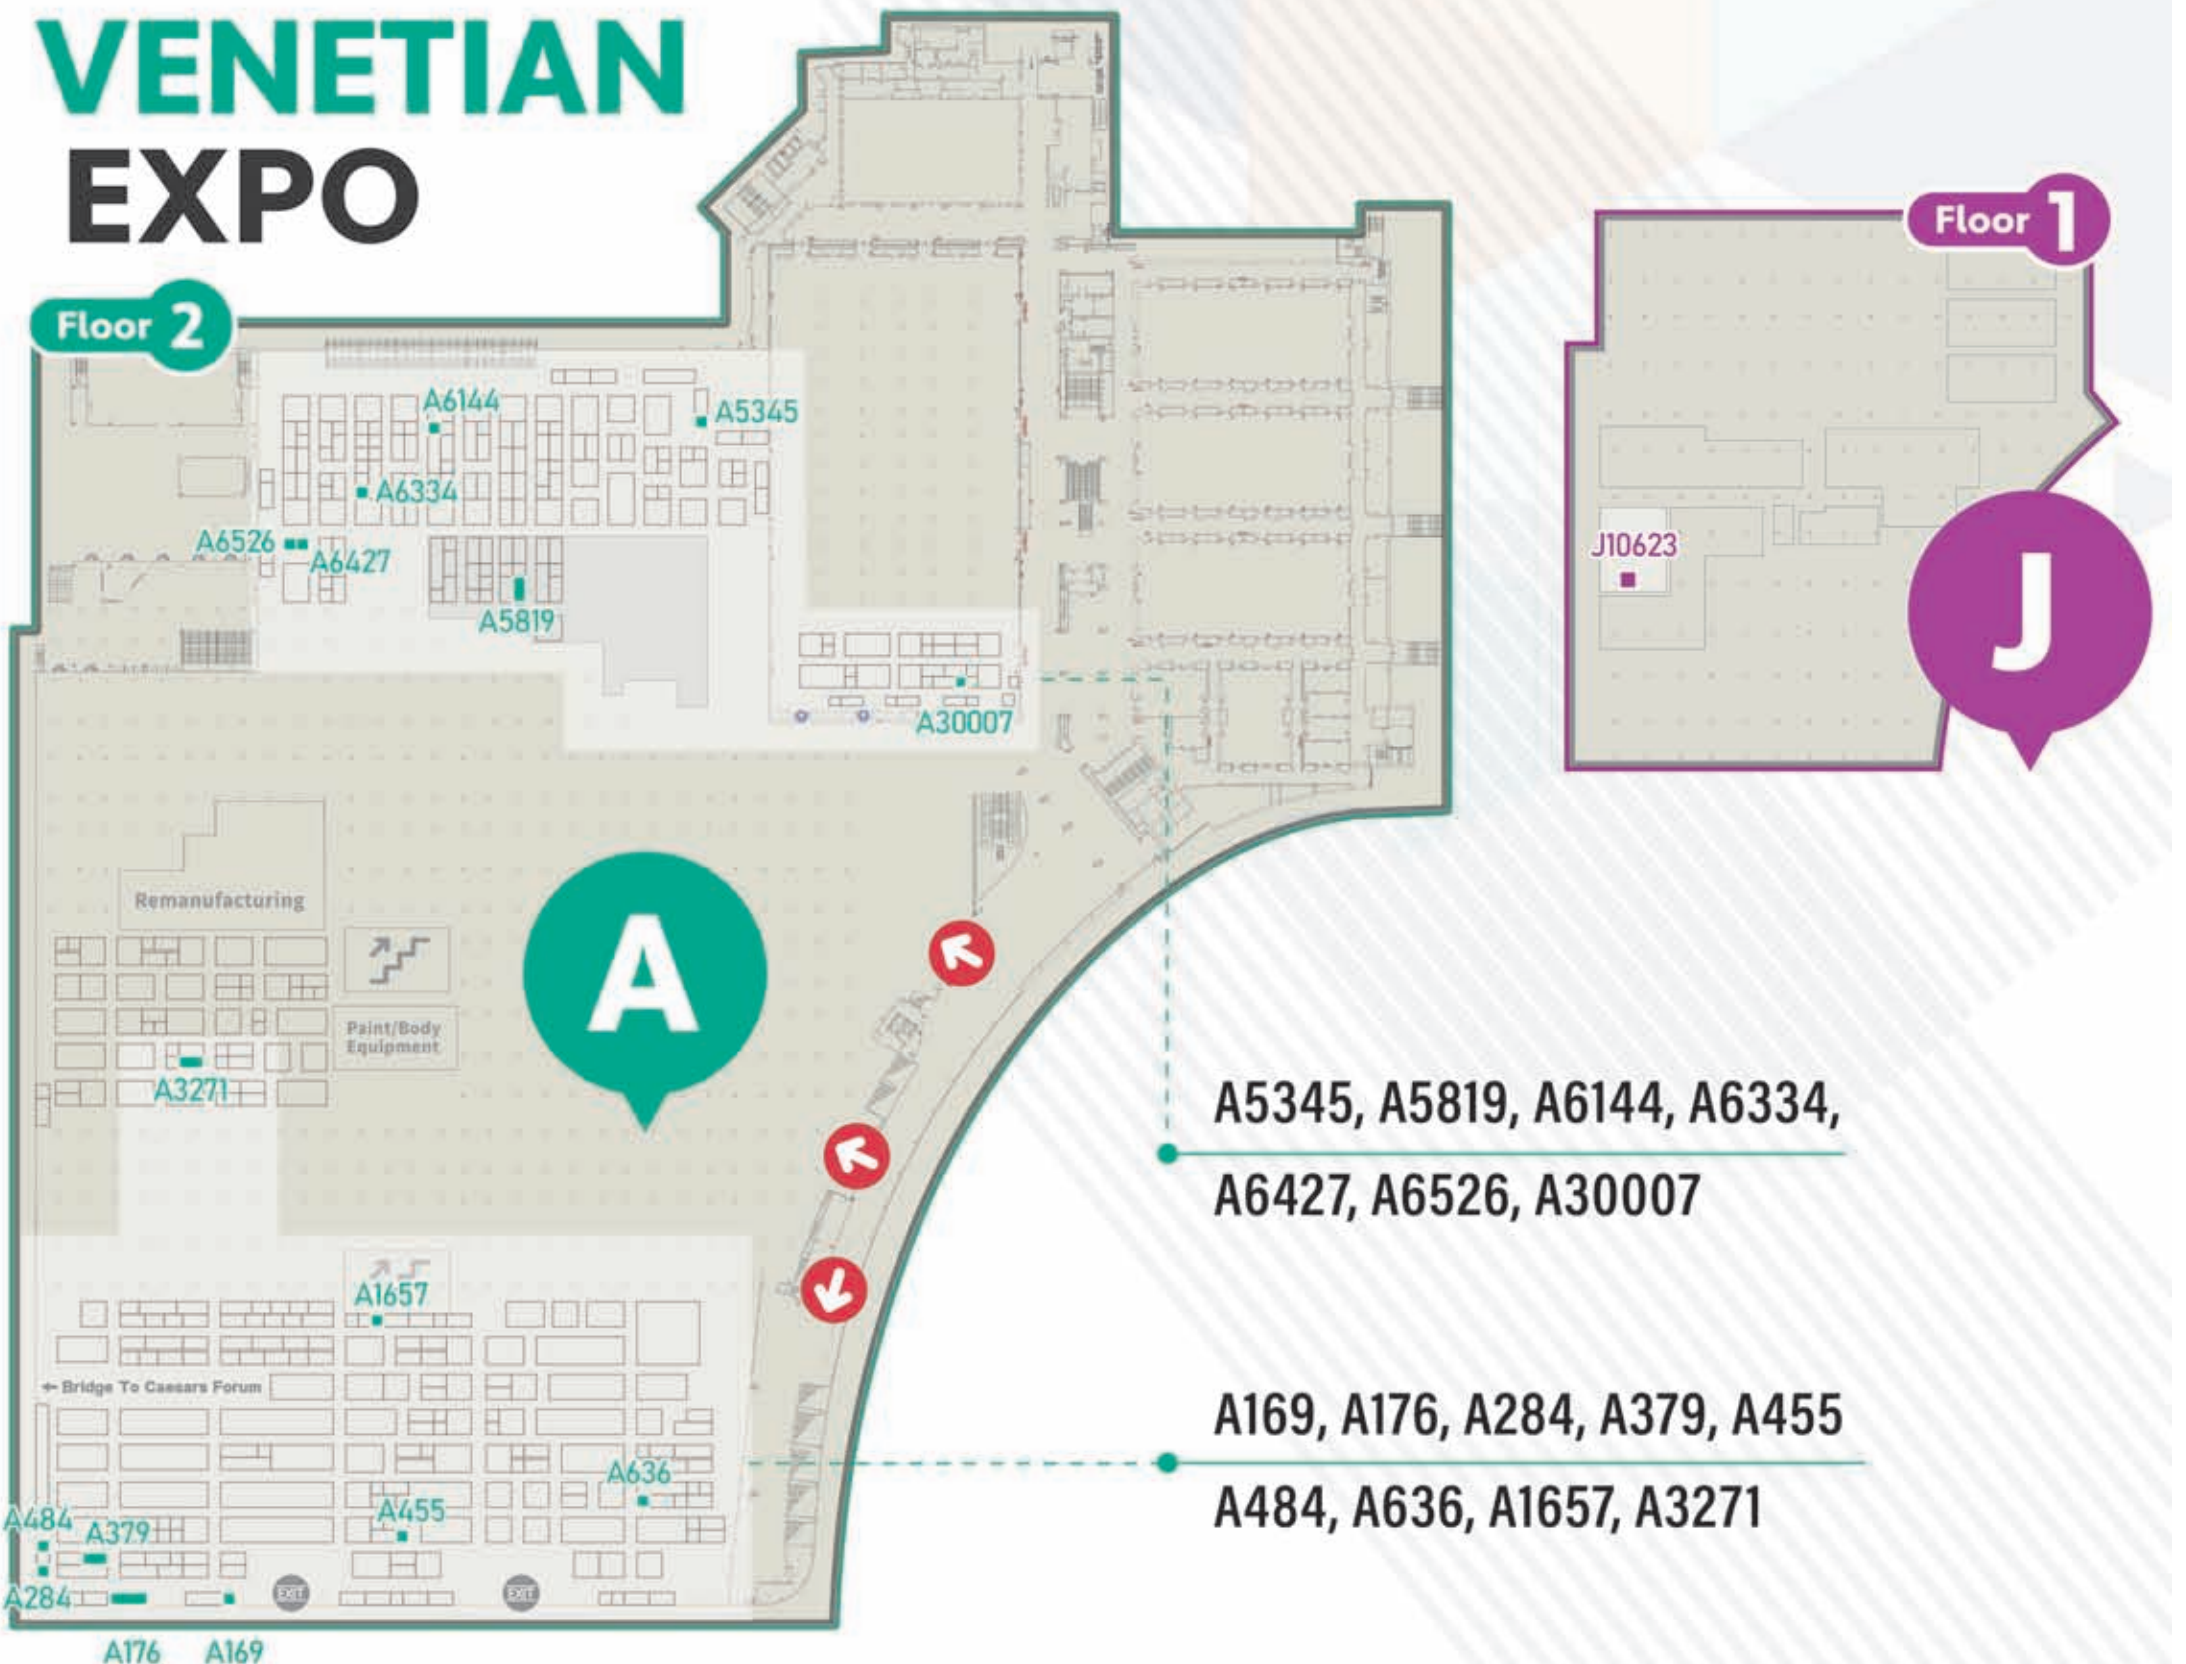 VENETIAN
EXPO
Floor 2
Floor 1
A6144
A5345
A6334
A6526
A6427
A5819
J10623
J
A30007
Remanufacturing
A
Paint/Body
Equipment
A3271
A5345, A5819, A6144, A6334,
A6427, A6526, A30007
A1657
← Bridge To Caesars Forum
A169, A176, A284, A379, A455
A484, A636, A1657, A3271
A636
A455
A484
A379
A284
EXIT
EXIT
A176
A169